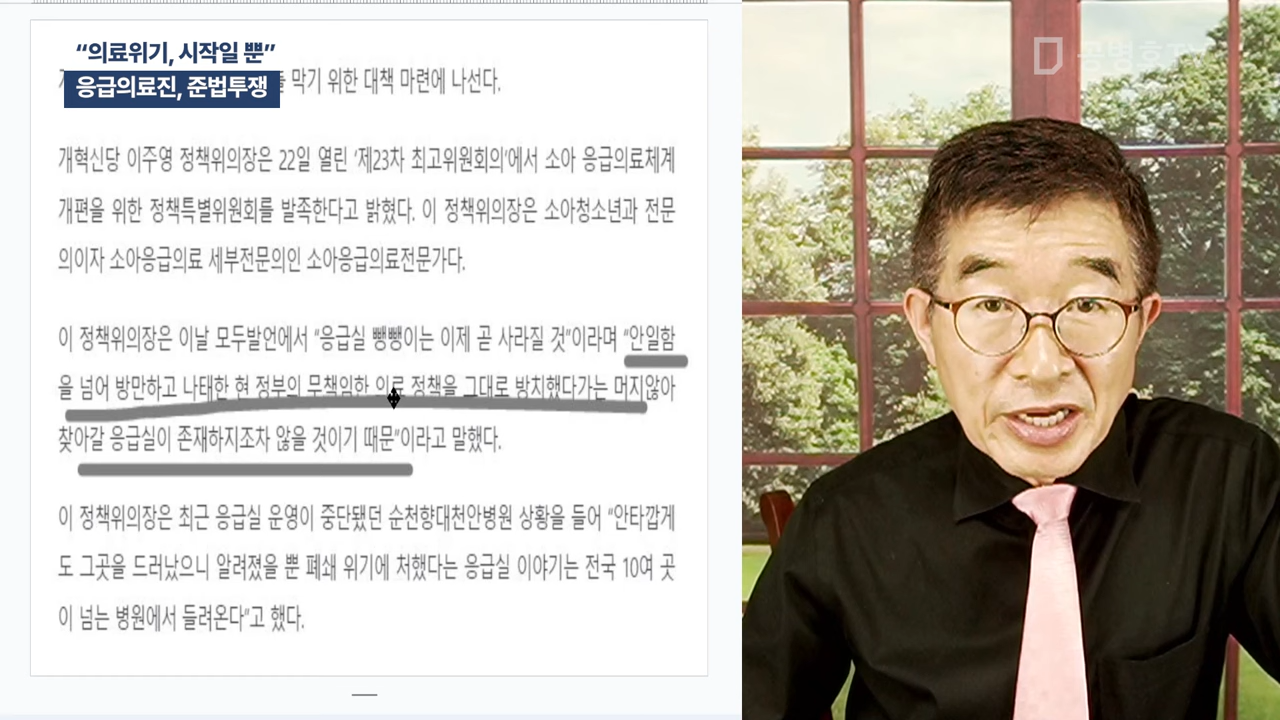 “의료위기, 시작일 뿐”
응급의료진, 준법투쟁
막기 위한 대책 마련에 나선다.
개혁신당 이주영 정책위의장은 22일 열린 ‘제23차 최고위원회의’에서 소아 응급의료체계
개편을 위한 정책특별위원회를 발족한다고 밝혔다. 이 정책위의장은 소아청소년과 전문
의이자 소아응급의료 세부전문의인 소아응급의료전문가다.
이 정책위의장은 이날 모두발언에서 “응급실 뺑뺑이는 이제 곧 사라질 것”이라며 “안일함
을 넘어 방만하고 나태한 현 정부의 무책임한 의료 정책을 그대로 방치했다가는 머지않아
찾아갈 응급실이 존재하지조차 않을 것이기 때문”이라고 말했다.
이 정책위의장은 최근 응급실 운영이 중단됐던 순천향대천안병원 상황을 들어 “안타깝게
도 그곳을 드러났으니 알려졌을 뿐 폐쇄 위기에 처했다는 응급실 이야기는 전국 10여 곳
이 넘는 병원에서 들려온다”고 했다.